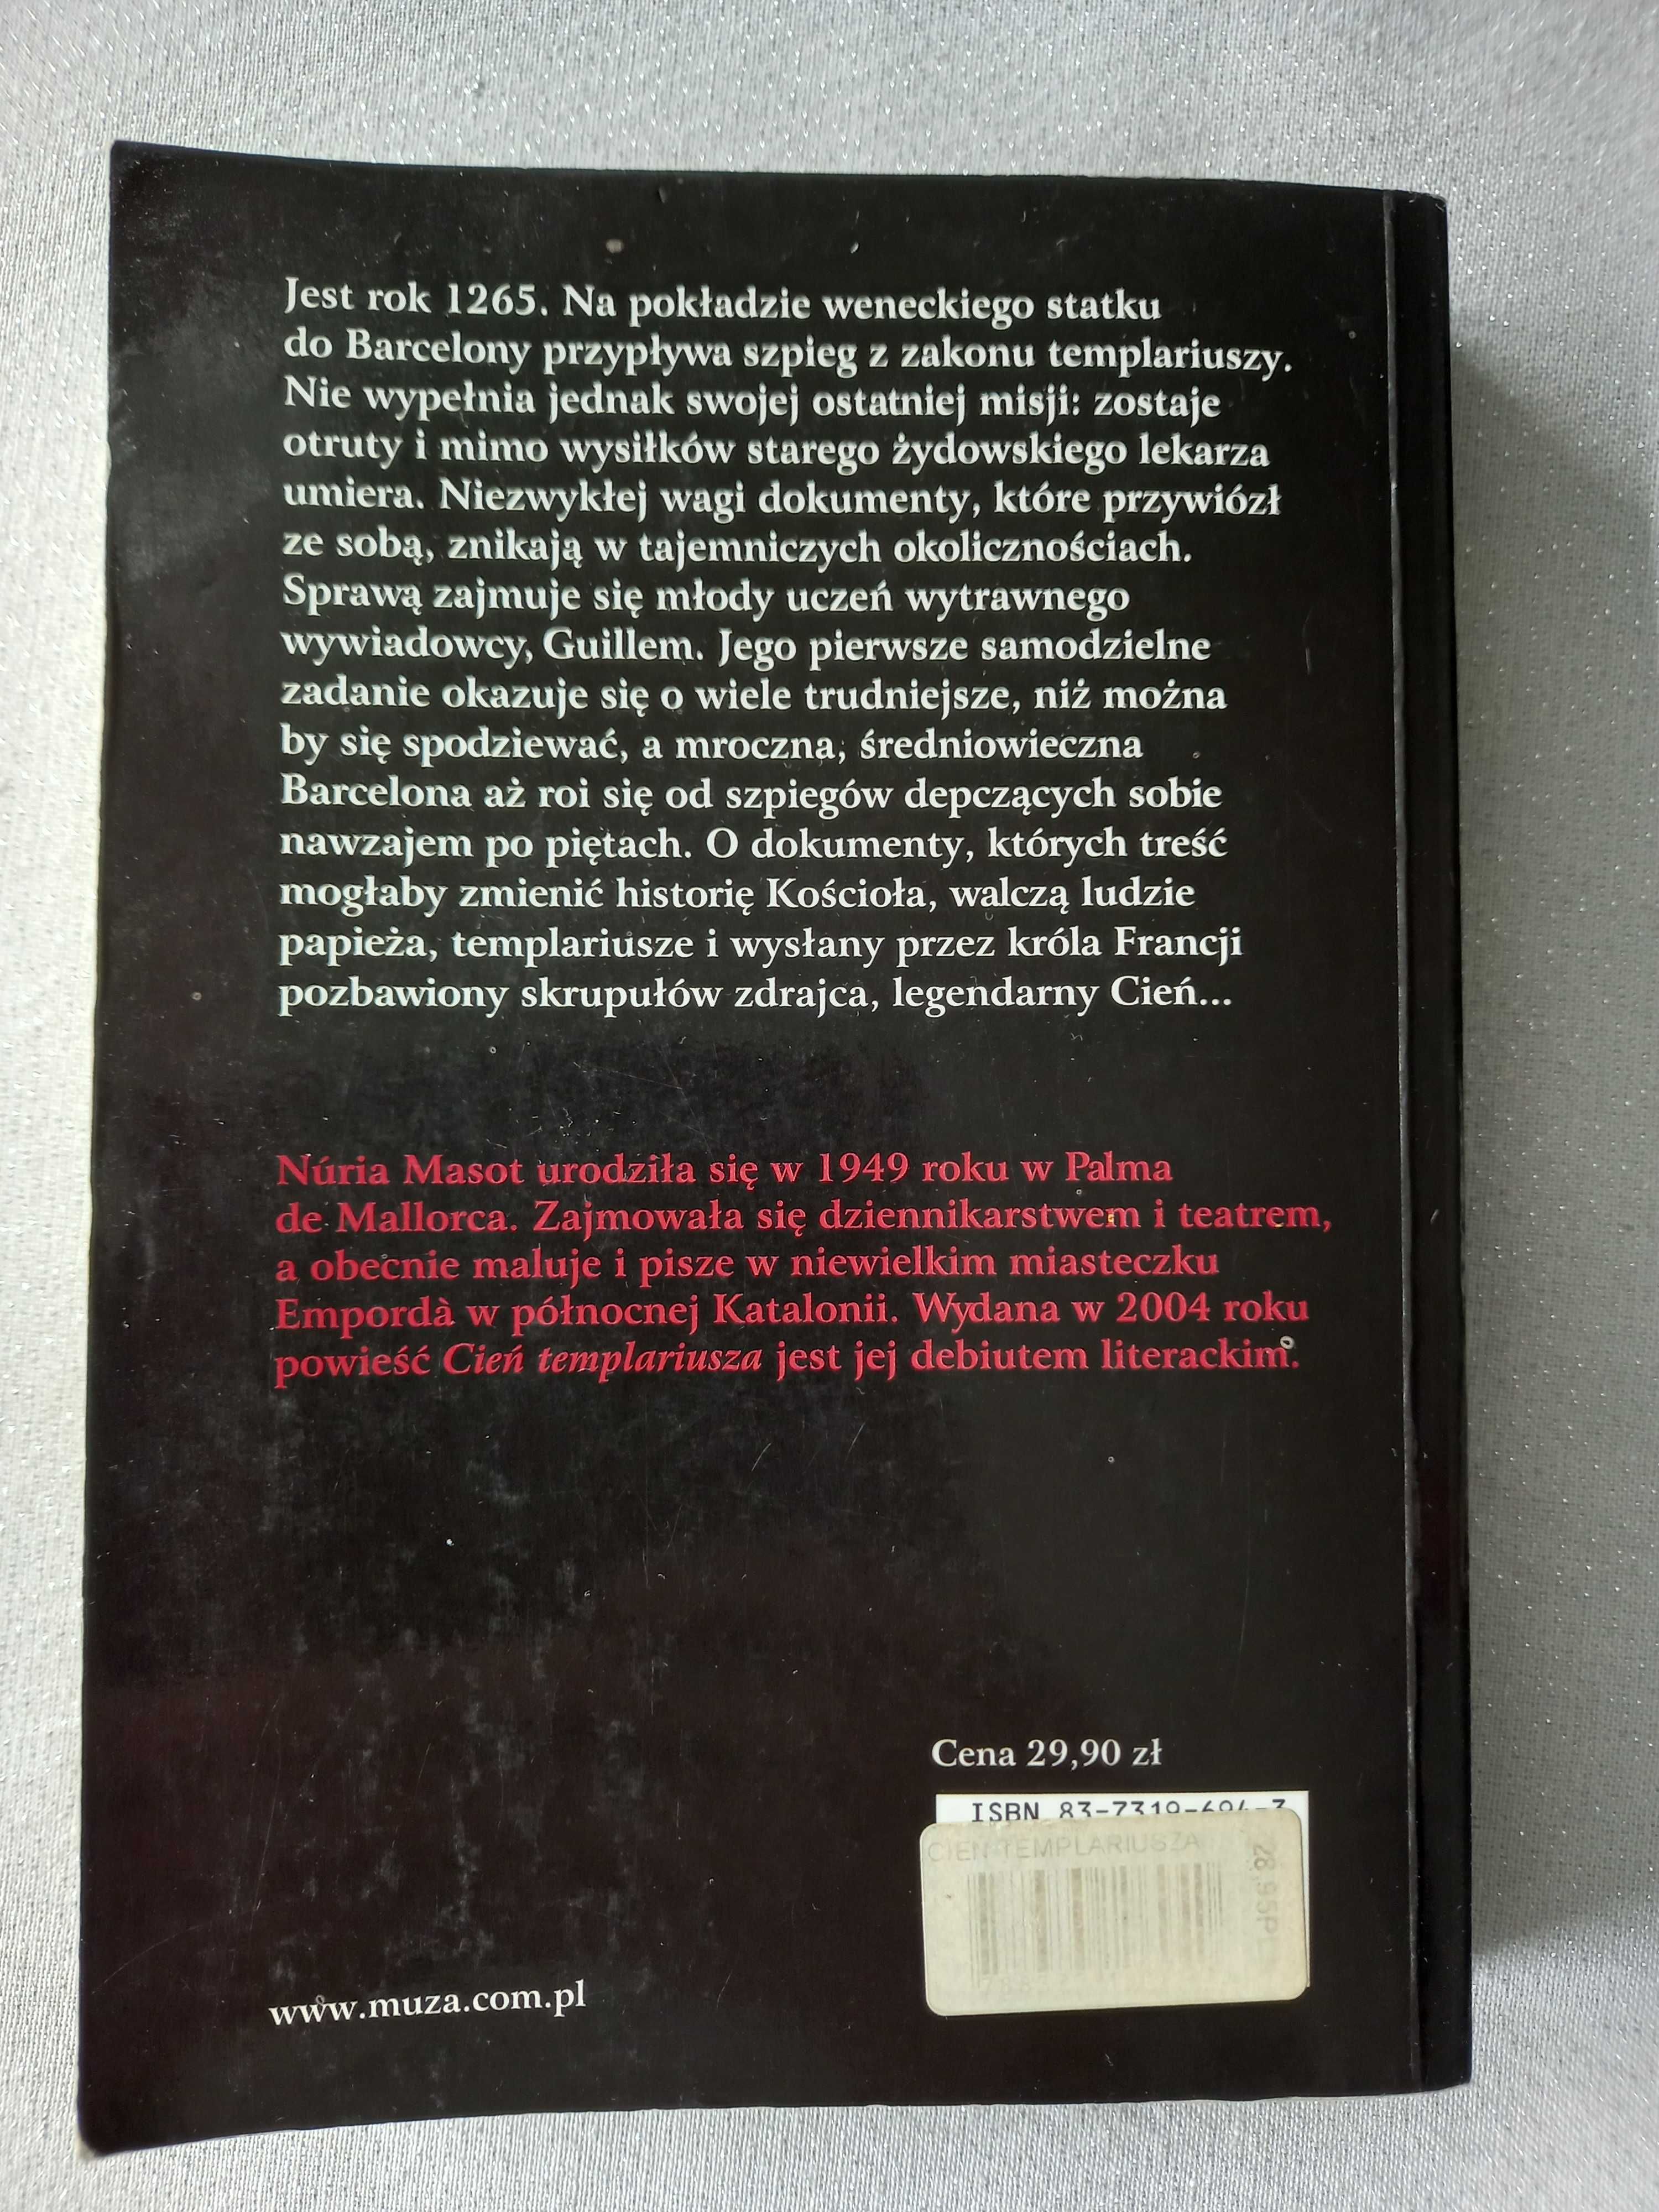 Jest rok 1265. Na pokładzie weneckiego statku
do Barcelony przypływa szpieg z zakonu templariuszy.
Nie wypełnia jednak swojej ostatniej misji: zostaje
otruty i mimo wysiłków starego żydowskiego lekarza
umiera. Niezwykłej wagi dokumenty, które przywiózł
ze sobą, znikają w tajemniczych okolicznościach.
Sprawą zajmuje się młody uczeń wytrawnego
wywiadowcy, Guillem. Jego pierwsze samodzielne
zadanie okazuje się o wiele trudniejsze, niż można
by się spodziewać, a mroczna, średniowieczna
Barcelona aż roi się od szpiegów depczących sobie
nawzajem po piętach. O dokumenty, których treść
mogłaby zmienić historię Kościoła, walczą ludzie
papieża, templariusze i wysłany przez króla Francji
pozbawiony skrupułów zdrajca, legendarny Cień...
Núria Masot urodziła się w 1949 roku w Palma
de Mallorca. Zajmowała się dziennikarstwem i teatrem,
a obecnie maluje i pisze w niewielkim miasteczku
Empordà w północnej Katalonii. Wydana w 2004 roku
powieść Cień templariusza jest jej debiutem literackim.
Cena 29,90 zł
ISBN 83-7319-694-3
CIEN TEMPLARIUSZA
www.muza.com.pl